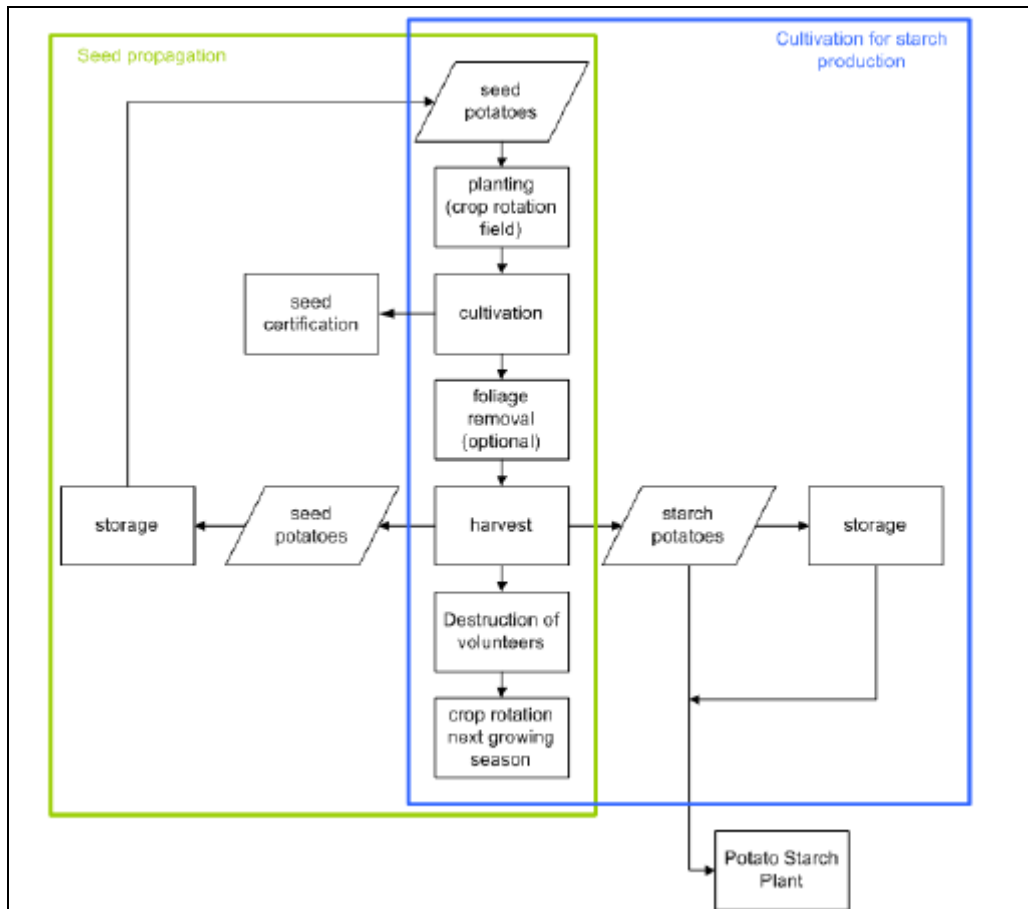 Seed propagation
Cultivation for starch
production
seed
potatoes
planting
(crop rotation
field)
seed
certification
cultivation
foliage
removal
(optional)
storage
seed
potatoes
harvest
starch
potatoes
storage
Destruction of
volunteers
crop rotation
next growing
season
Potato Starch
Plant